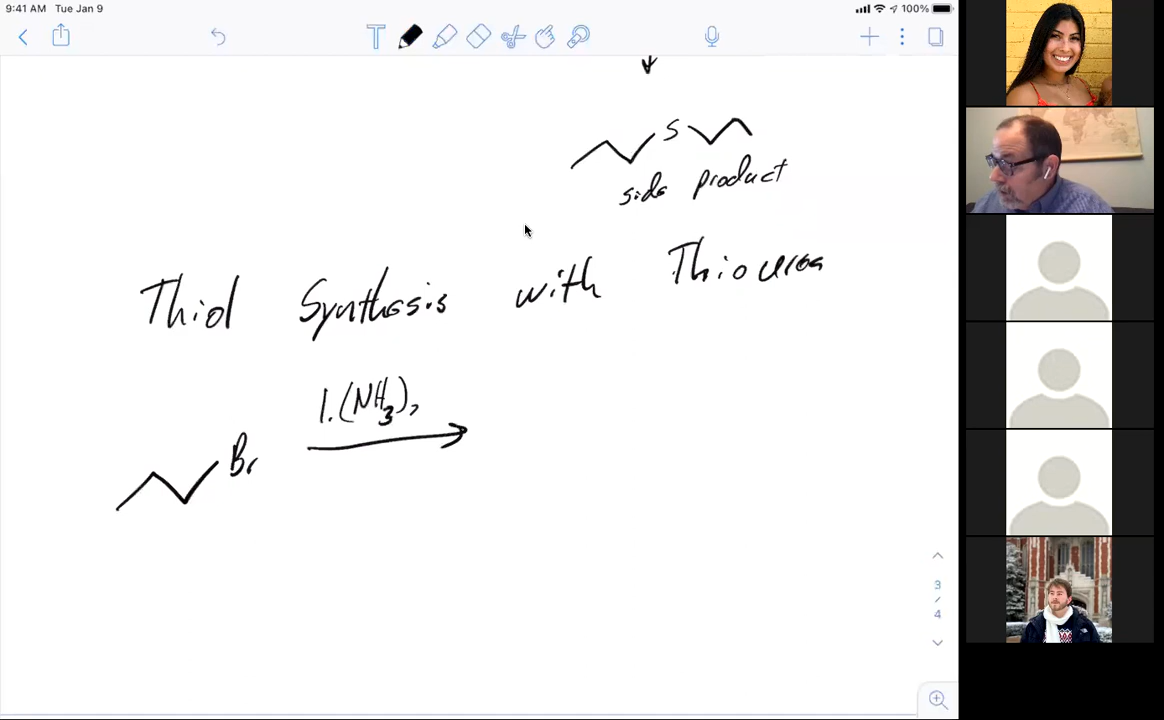 9:41 AM Tue Jan 9
100%
T
S
side product
Thiol Synthesis with Thiourea
1. (NH3)2
Br
3
/
4